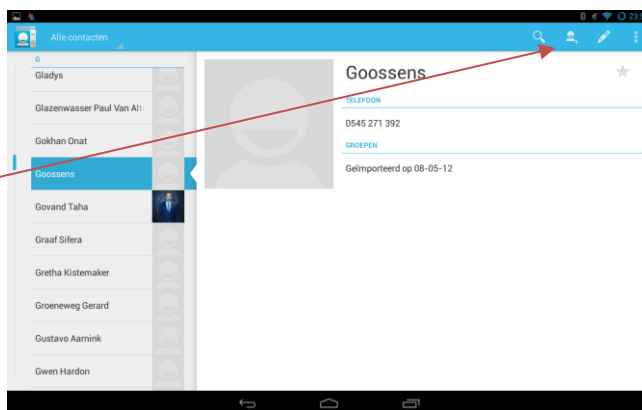 Alle contacten
G
Gladys
Glazenwasser Paul Van
Gokhan Onat
Goossens
Govand Taha
Graaf Sifera
Gretha Kistemaker
Groeneweg Gerard
Gustavo Aarnink
Gwen Hardon
Goossens
TELEFOON
0545 271 392
GROEPEN
Geïmporteerd op 08-05-12